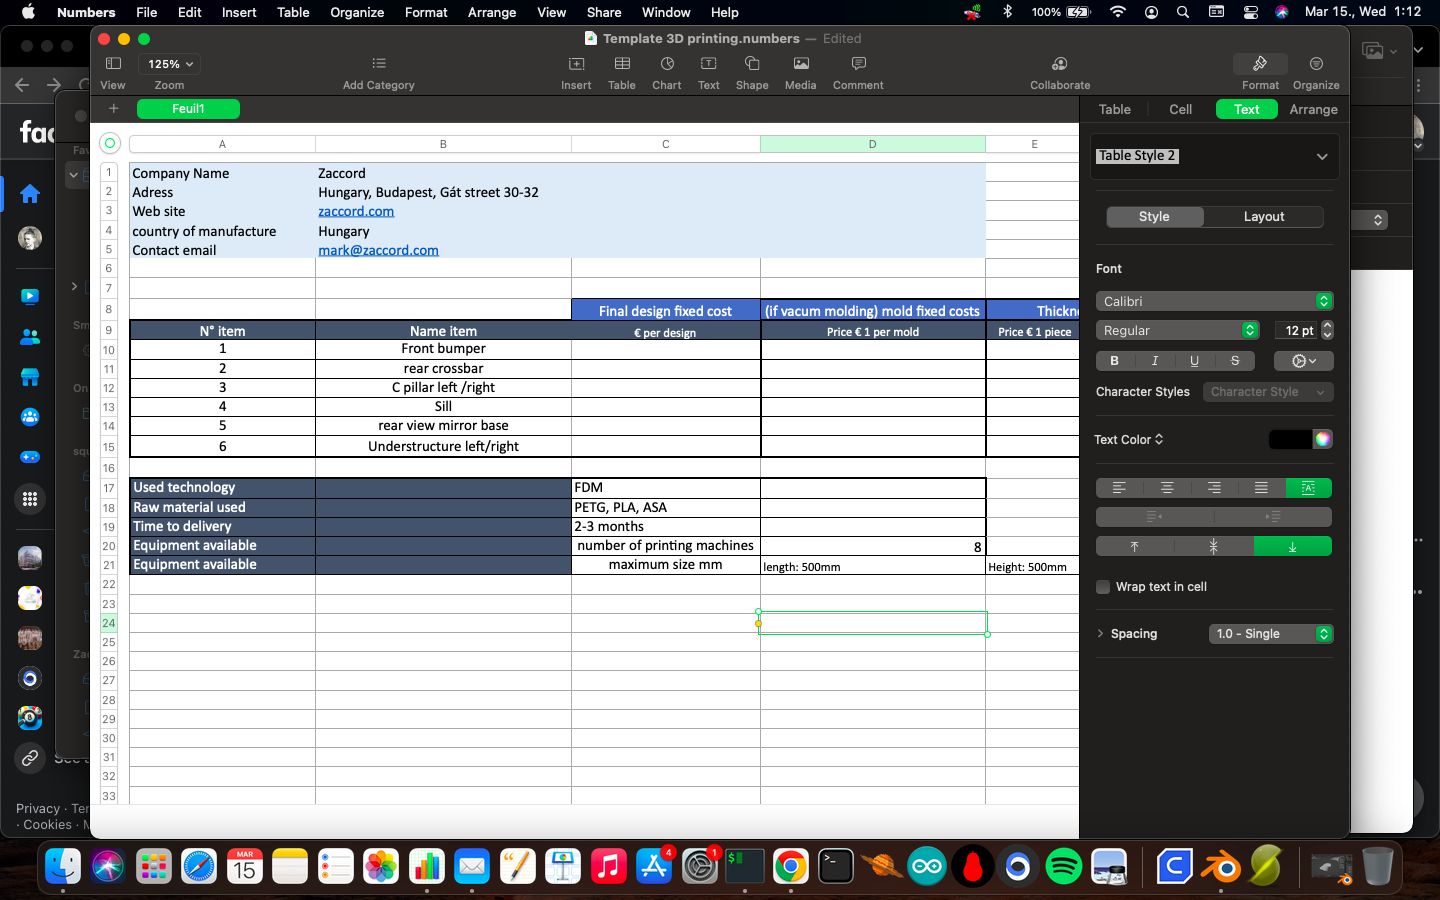 Numbers File Edit Insert Table Organize Format Arrange View Share Window Help 100% Mar 15., Wed 1:12
Template 3D printing.numbers — Edited
125%
View Zoom Add Category Insert Table Chart Text Shape Media Comment Collaborate Format Organize
Feuil1
Table Cell Text Arrange
A B C D E
1 Company Name Zaccord
2 Adress Hungary, Budapest, Gát street 30-32
3 Web site zaccord.com
4 country of manufacture Hungary
5 Contact email mark@zaccord.com
6
7
8 Final design fixed cost (if vacum molding) mold fixed costs Thickn
9 N° item Name item € per design Price € 1 per mold Price € 1 piece
10 1 Front bumper
11 2 rear crossbar
12 3 C pillar left /right
13 4 Sill
14 5 rear view mirror base
15 6 Understructure left/right
16
17 Used technology FDM
18 Raw material used PETG, PLA, ASA
19 Time to delivery 2-3 months
20 Equipment available number of printing machines 8
21 Equipment available maximum size mm length: 500mm Height: 500mm
22
23
24
25
26
27
28
29
30
31
32
33
Table Style 2
Style Layout
Font
Calibri
Regular 12 pt
B I U S
Character Styles Character Style
Text Color
Wrap text in cell
Spacing 1.0 - Single
fac
Fav
Sm
On
squ
Zac
Privacy · Ter
· Cookies · M
MAR
15
4
1